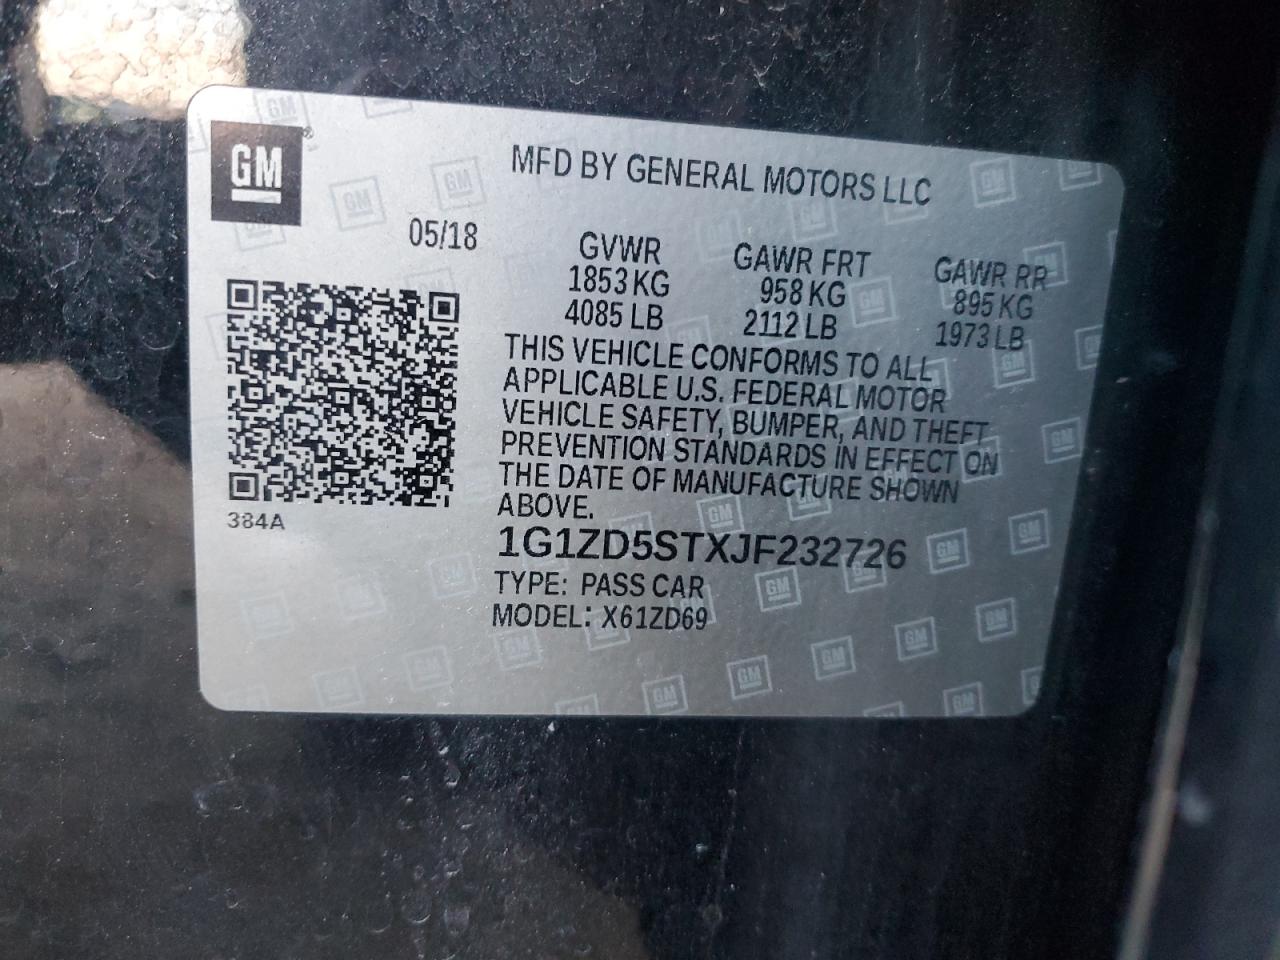 GM
MFD BY GENERAL MOTORS LLC
05/18
GVWR GAWR FRT GAWR RR
1853 KG 958 KG 895 KG
4085 LB 2112 LB 1973 LB
THIS VEHICLE CONFORMS TO ALL
APPLICABLE U.S. FEDERAL MOTOR
VEHICLE SAFETY, BUMPER, AND THEFT
PREVENTION STANDARDS IN EFFECT ON
THE DATE OF MANUFACTURE SHOWN
ABOVE.
384A
1G1ZD5STXJF232726
TYPE: PASS CAR
MODEL: X61ZD69